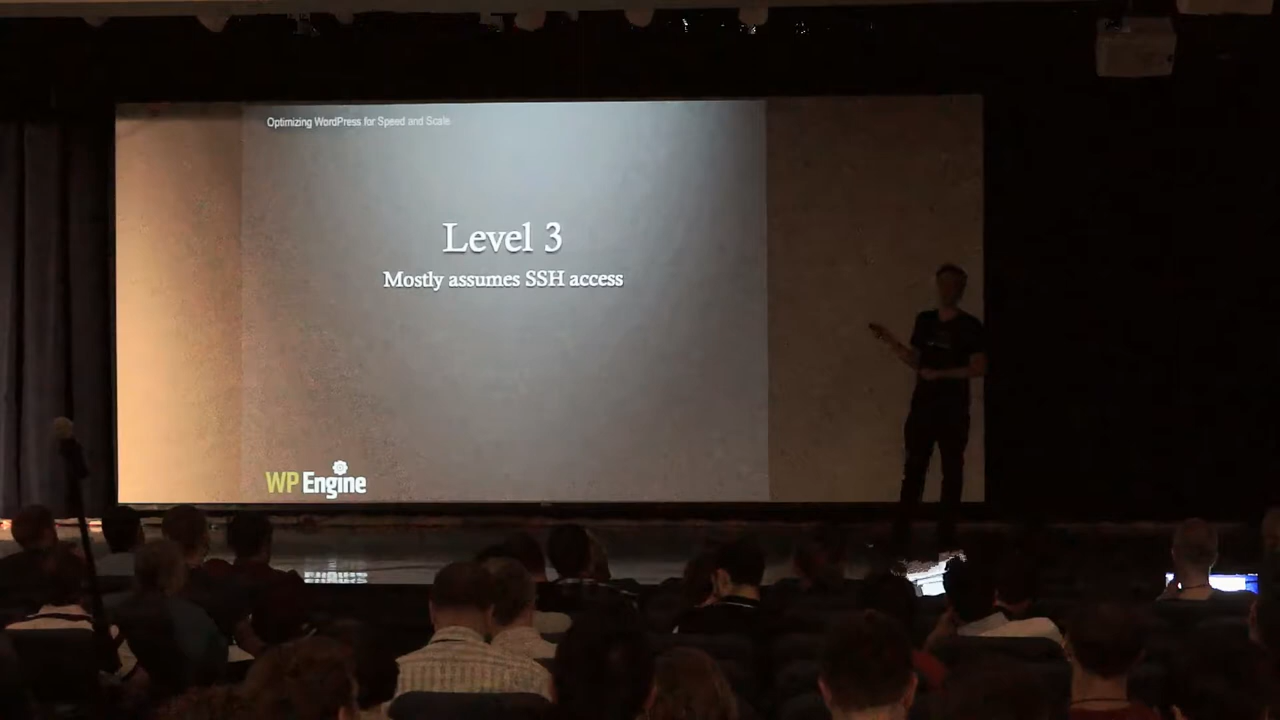 Optimizing WordPress for Speed and Scale
Level 3
Mostly assumes SSH access
WP Engine